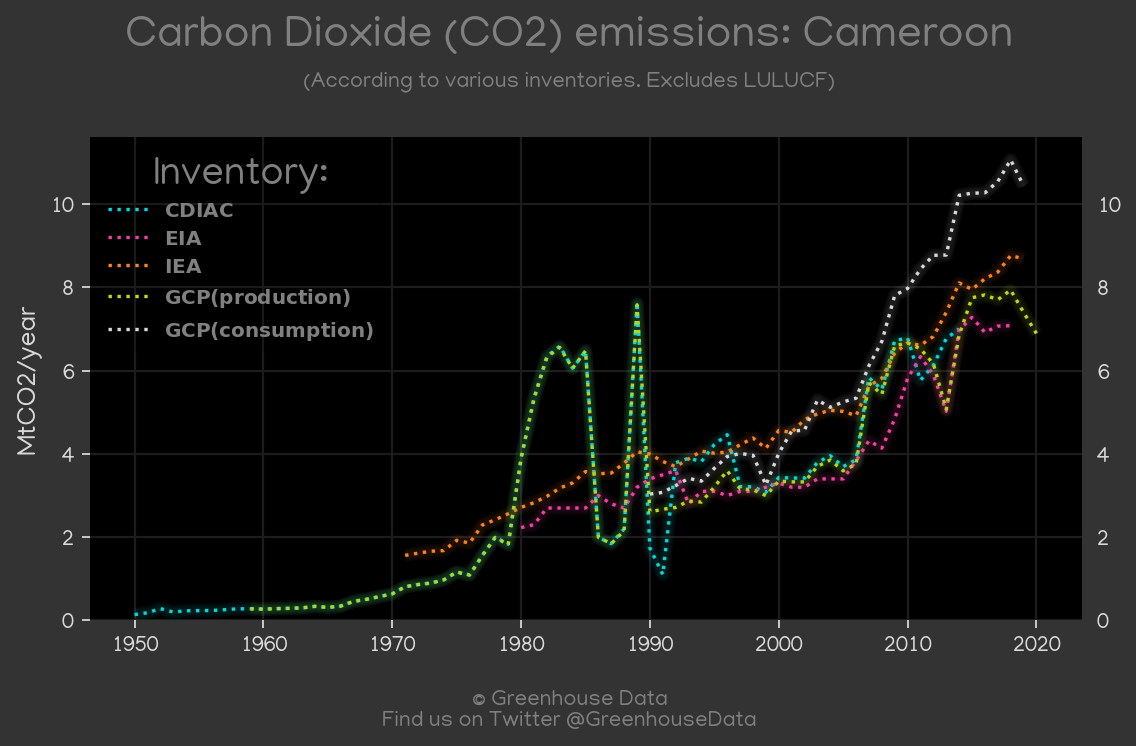 Carbon Dioxide (CO2) emissions: Cameroon
(According to various inventories. Excludes LULUCF)
Inventory:
CDIAC
EIA
IEA
GCP(production)
GCP(consumption)
MtCO2/year
10
8
6
4
2
0
10
8
6
4
2
0
1950 1960 1970 1980 1990 2000 2010 2020
© Greenhouse Data
Find us on Twitter @GreenhouseData